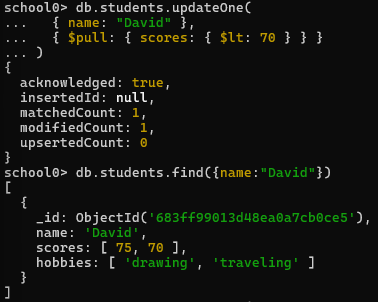 school0> db.students.updateOne(
...   { name: "David" },
...   { $pull: { scores: { $lt: 70 } } }
... )
{
  acknowledged: true,
  insertedId: null,
  matchedCount: 1,
  modifiedCount: 1,
  upsertedCount: 0
}
school0> db.students.find({name:"David"})
[
  {
    _id: ObjectId('683ff99013d48ea0a7cb0ce5'),
    name: 'David',
    scores: [ 75, 70 ],
    hobbies: [ 'drawing', 'traveling' ]
  }
]